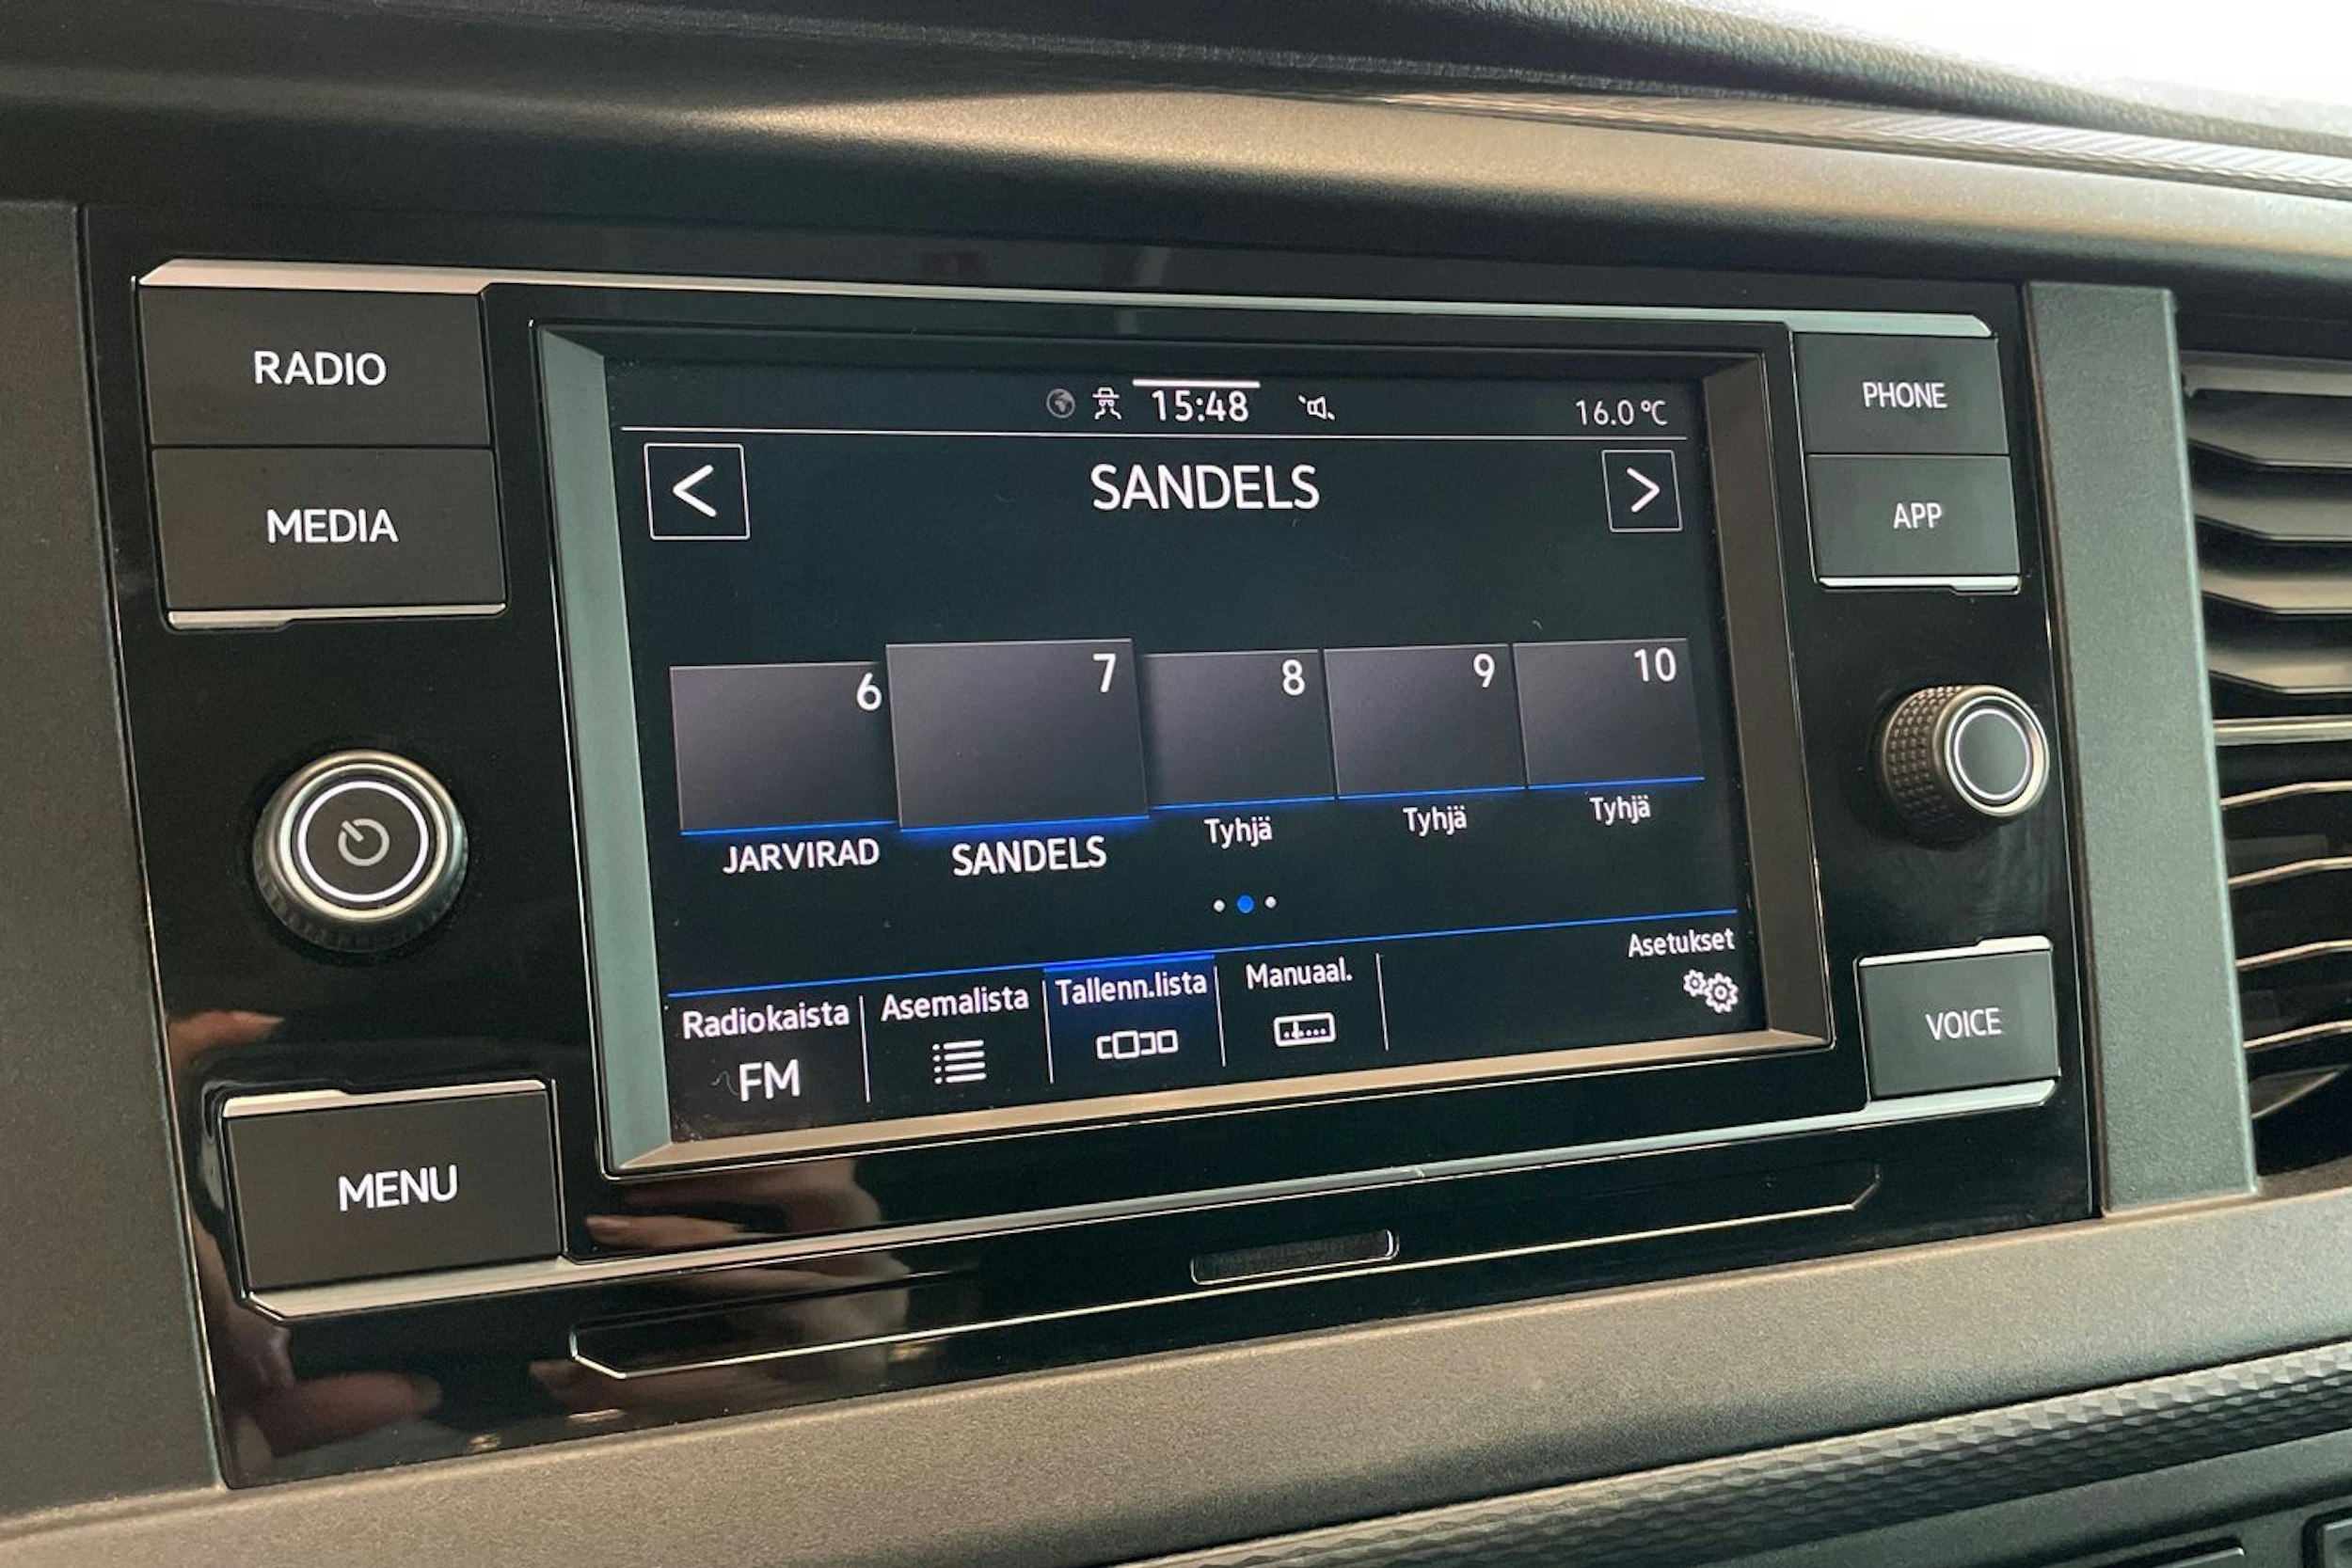 RADIO
MEDIA
MENU
15:48
16.0 °C
<
SANDELS
>
6
7
8
9
10
JARVIRAD
SANDELS
Tyhjä
Tyhjä
Tyhjä
Radiokaista
FM
Asemalista
Tallenn.lista
Manuaal.
Asetukset
PHONE
APP
VOICE